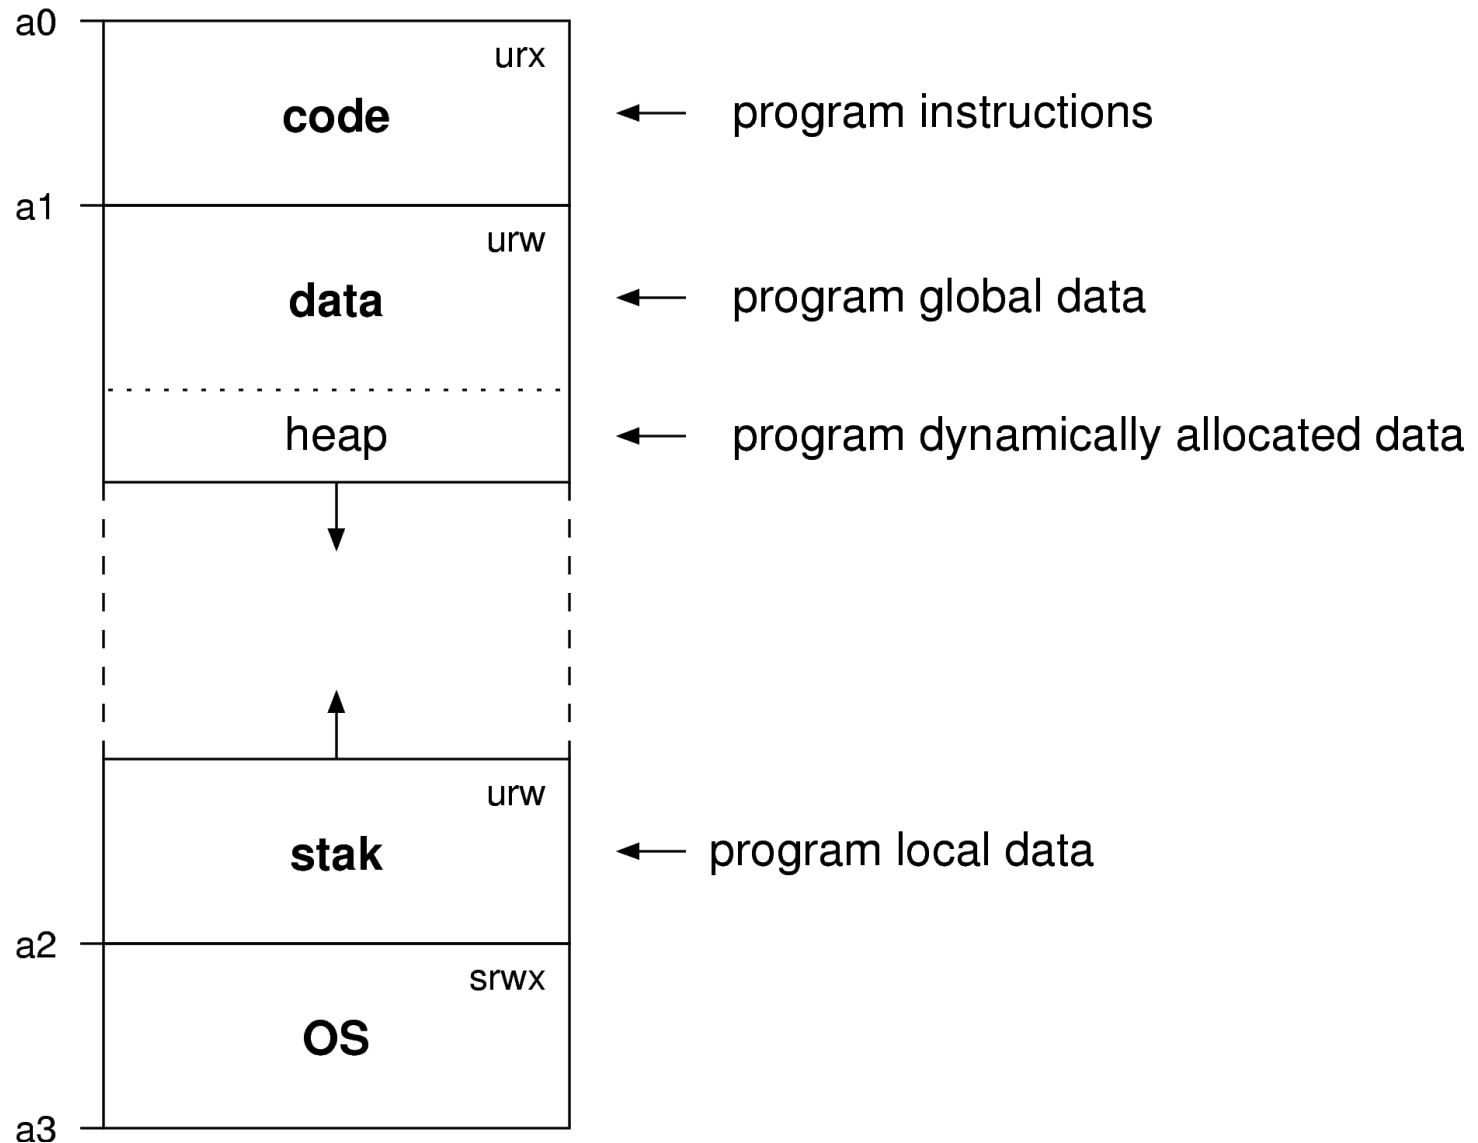 a0
urx
code
program instructions
a1
urw
data
program global data
heap
program dynamically allocated data
urw
stak
program local data
a2
srwx
OS
a3